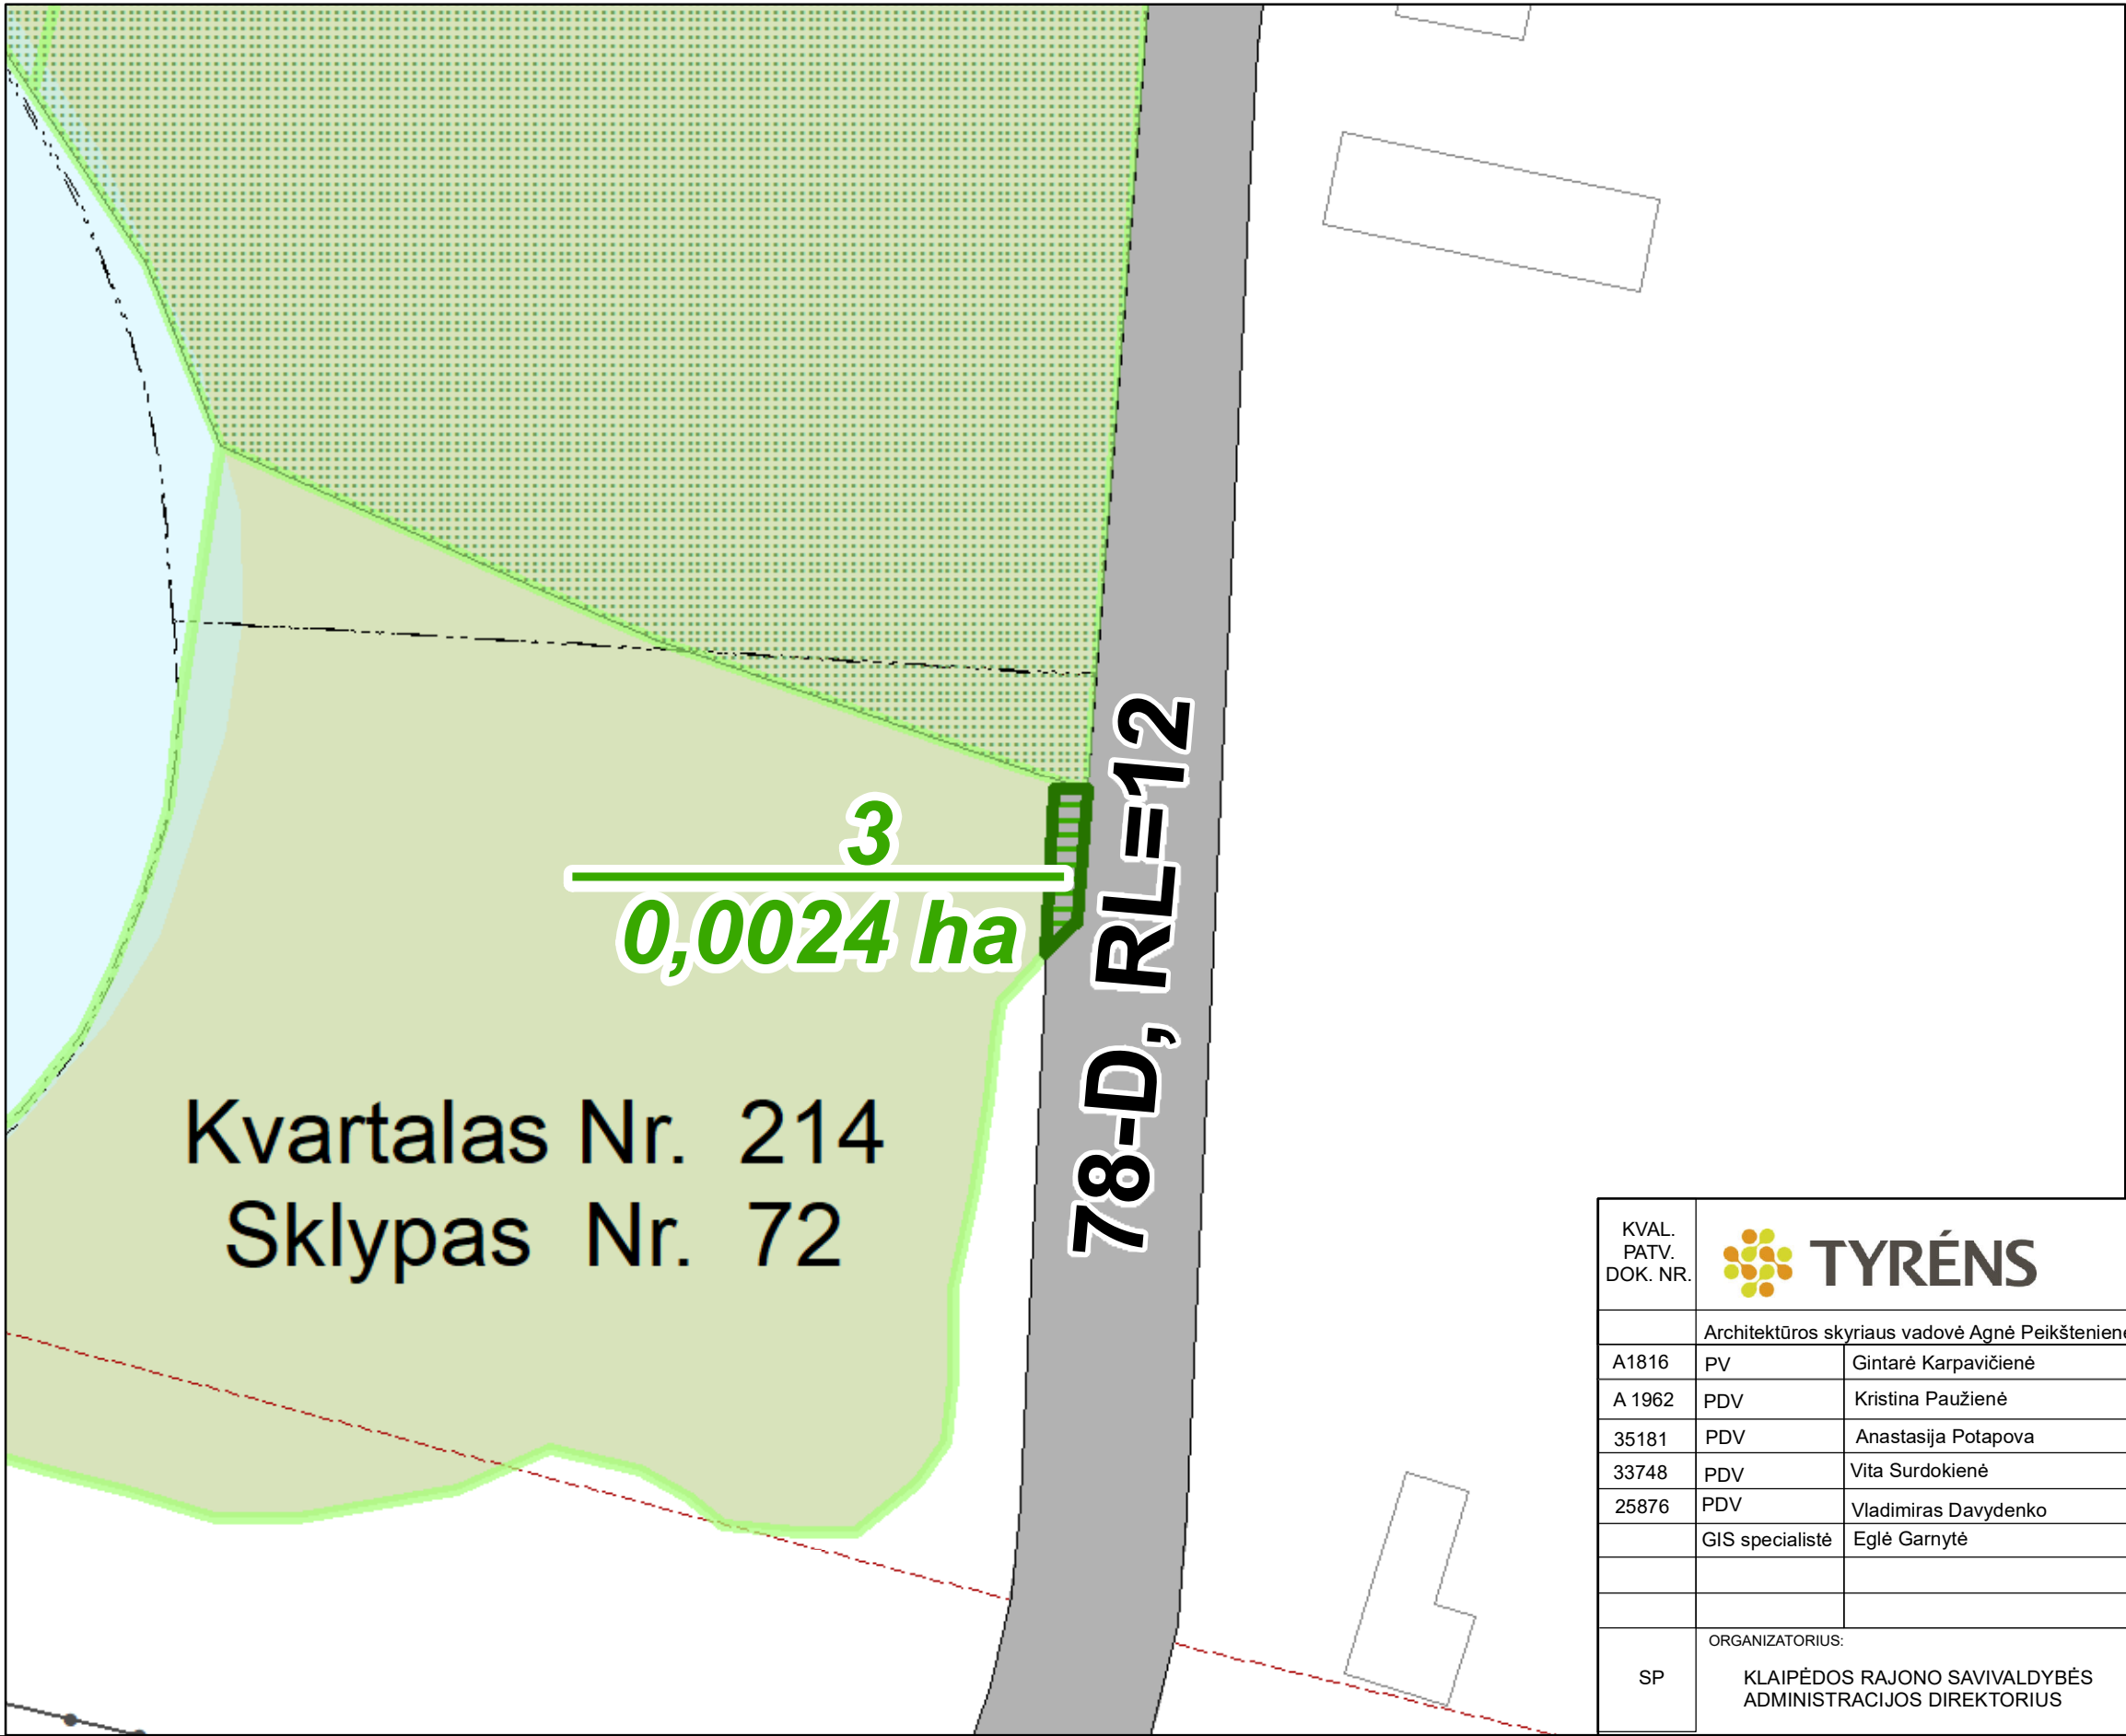 3
0,0024 ha
78-D, RL=12
Kvartalas Nr. 214
Sklypas Nr. 72
KVAL.
PATV.
DOK. NR.
TYRÉNS
Architektūros skyriaus vadovė Agnė Peikštenienė
A1816 PV Gintarė Karpavičienė
A 1962 PDV Kristina Paužienė
35181 PDV Anastasija Potapova
33748 PDV Vita Surdokienė
25876 PDV Vladimiras Davydenko
GIS specialistė Eglė Garnytė
SP
ORGANIZATORIUS:
KLAIPĖDOS RAJONO SAVIVALDYBĖS
ADMINISTRACIJOS DIREKTORIUS